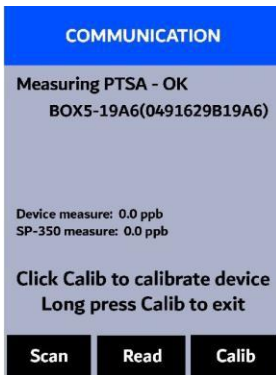 COMMUNICATION
Measuring PTSA - OK
BOX5-19A6(0491629B19A6)
Device measure: 0.0 ppb
SP-350 measure: 0.0 ppb
Click Calib to calibrate device
Long press Calib to exit
Scan Read Calib